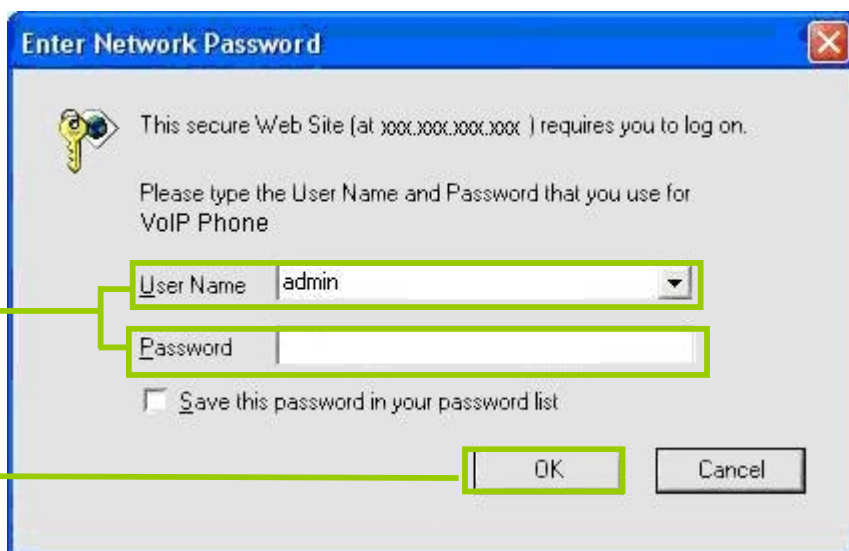 Enter Network Password
This secure Web Site (at xxx.xxx.xxx.xxx ) requires you to log on.
Please type the User Name and Password that you use for
VoIP Phone
User Name admin
Password
Save this password in your password list
OK Cancel